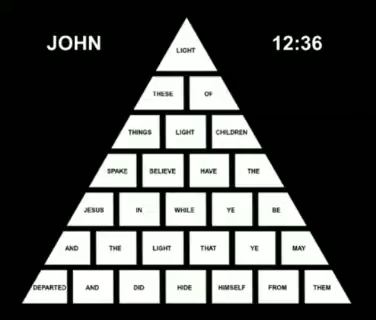 JOHN 12:36
LIGHT
THESE OF
THINGS LIGHT CHILDREN
SPAKE BELIEVE HAVE THE
JESUS IN WHILE YE BE
AND THE LIGHT THAT YE MAY
DEPARTED AND DID HIDE HIMSELF FROM THEM